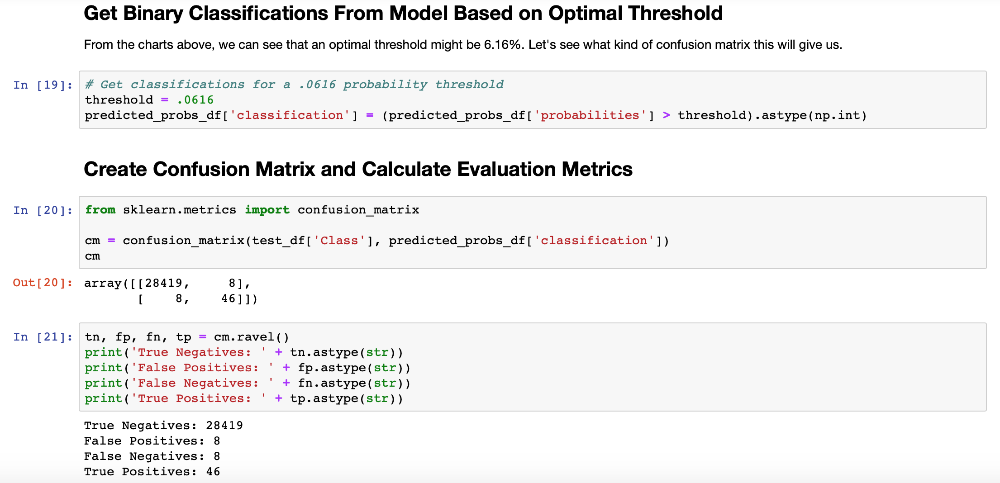 Get Binary Classifications From Model Based on Optimal Threshold
From the charts above, we can see that an optimal threshold might be 6.16%. Let's see what kind of confusion matrix this will give us.
In [19]:
# Get classifications for a .0616 probability threshold
threshold = .0616
predicted_probs_df['classification'] = (predicted_probs_df['probabilities'] > threshold).astype(np.int)
Create Confusion Matrix and Calculate Evaluation Metrics
In [20]:
from sklearn.metrics import confusion_matrix
cm = confusion_matrix(test_df['Class'], predicted_probs_df['classification'])
cm
Out[20]:
array([[28419,     8],
       [    8,    46]])
In [21]:
tn, fp, fn, tp = cm.ravel()
print('True Negatives: ' + tn.astype(str))
print('False Positives: ' + fp.astype(str))
print('False Negatives: ' + fn.astype(str))
print('True Positives: ' + tp.astype(str))
True Negatives: 28419
False Positives: 8
False Negatives: 8
True Positives: 46